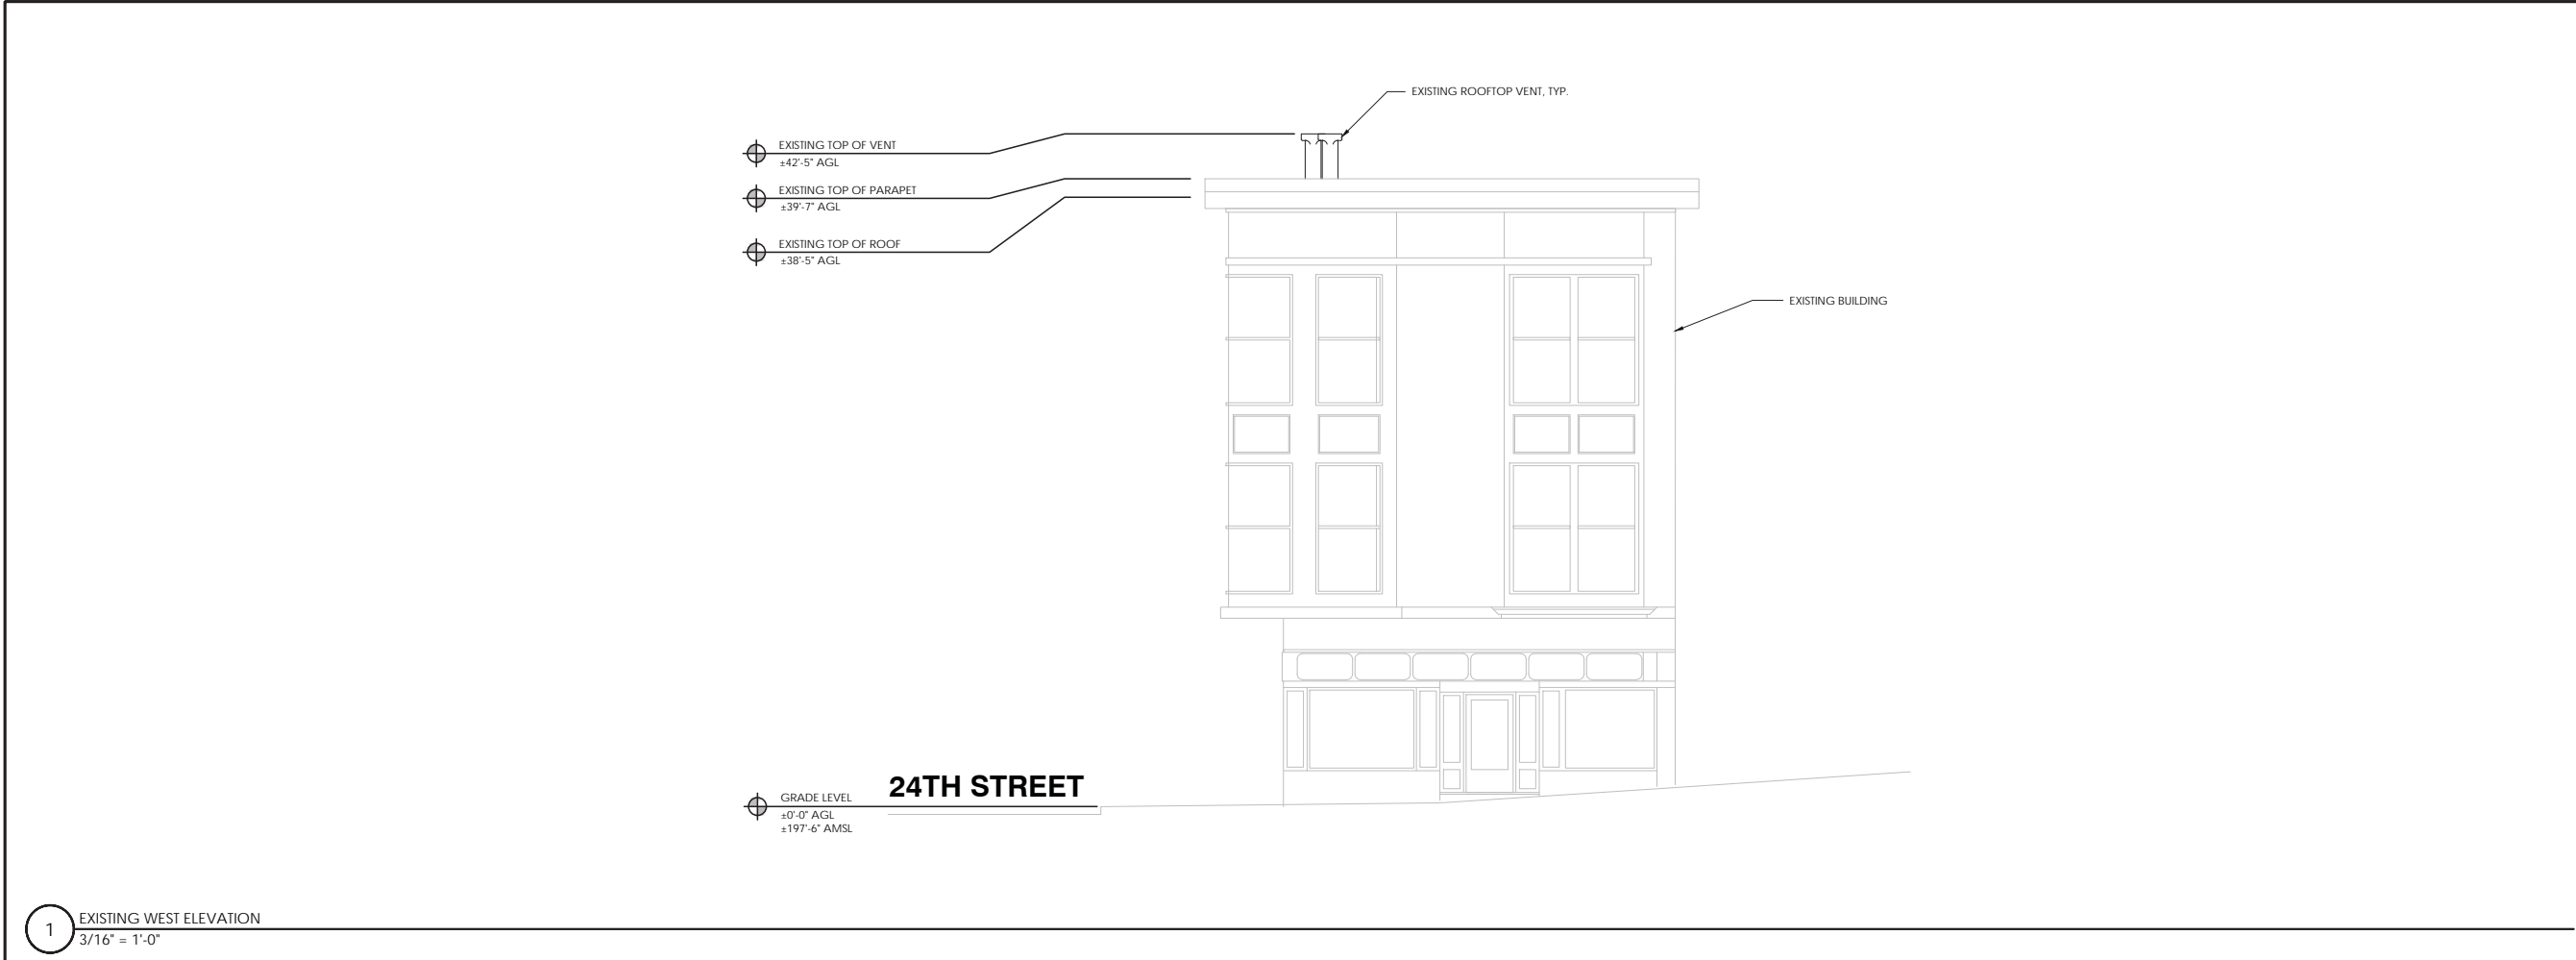 EXISTING ROOFTOP VENT, TYP.
EXISTING TOP OF VENT
±42'-5" AGL
EXISTING TOP OF PARAPET
±39'-7" AGL
EXISTING TOP OF ROOF
±38'-5" AGL
EXISTING BUILDING
24TH STREET
GRADE LEVEL
±0'-0" AGL
±197'-6" AMSL
1
EXISTING WEST ELEVATION
3/16" = 1'-0"